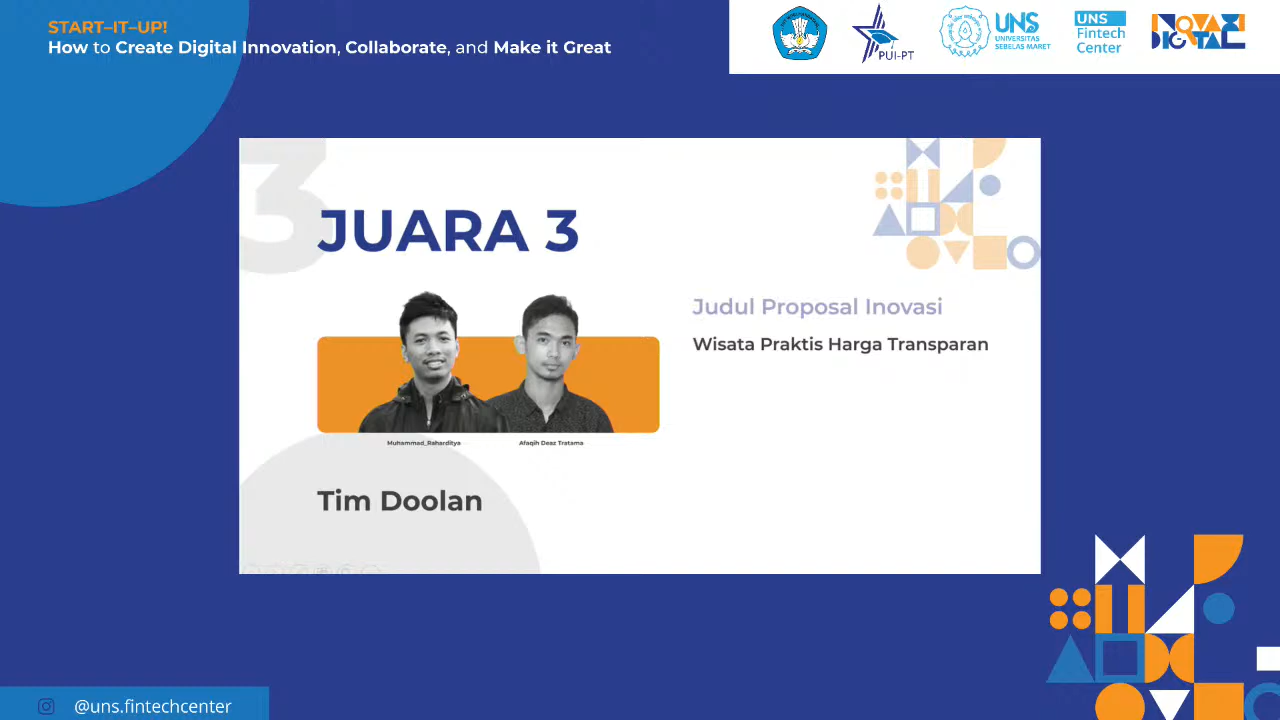 START–IT–UP!
How to Create Digital Innovation, Collaborate, and Make it Great
PUI-PT
UNS
UNIVERSITAS
SEBELAS MARET
UNS
Fintech
Center
INOVASI
DIGITAL
3
JUARA 3
Judul Proposal Inovasi
Wisata Praktis Harga Transparan
Muhammad_Raharditya
Afaqih Deaz Tratama
Tim Doolan
@uns.fintechcenter